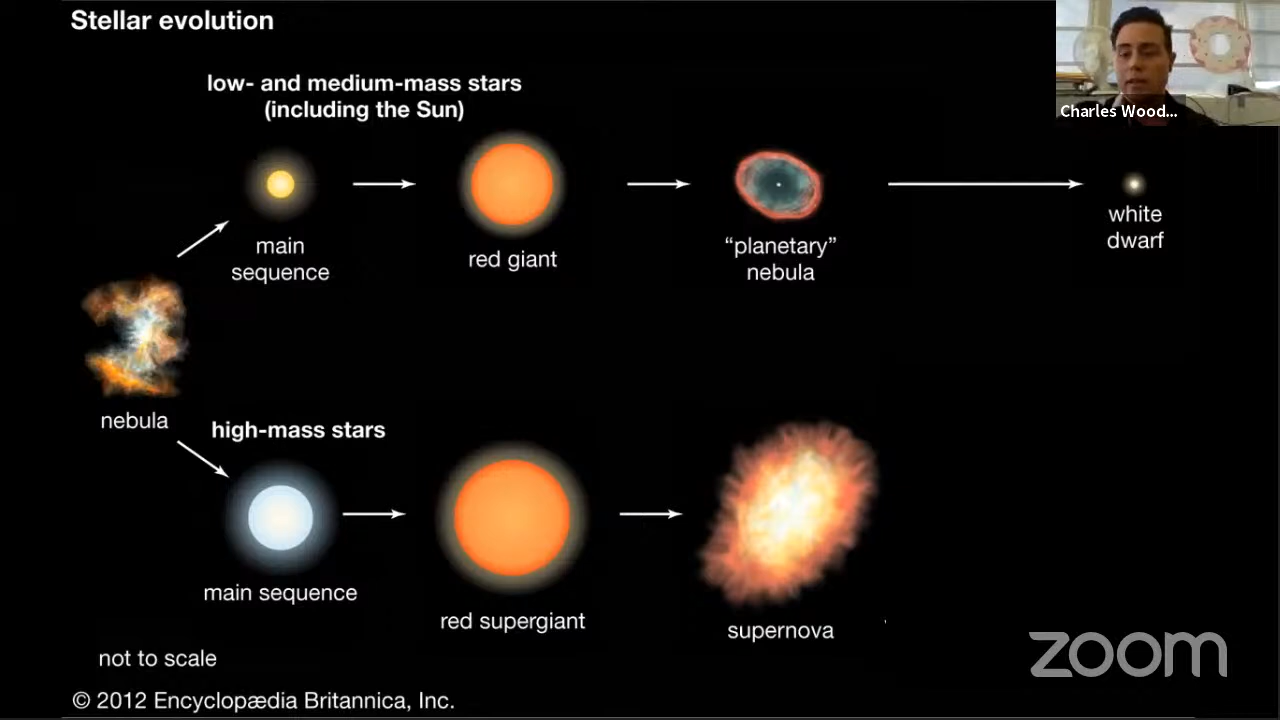 Stellar evolution
Charles Wood...
low- and medium-mass stars
(including the Sun)
main
sequence
red giant
“planetary”
nebula
white
dwarf
nebula
high-mass stars
main sequence
red supergiant
supernova
not to scale
© 2012 Encyclopædia Britannica, Inc.
zoom